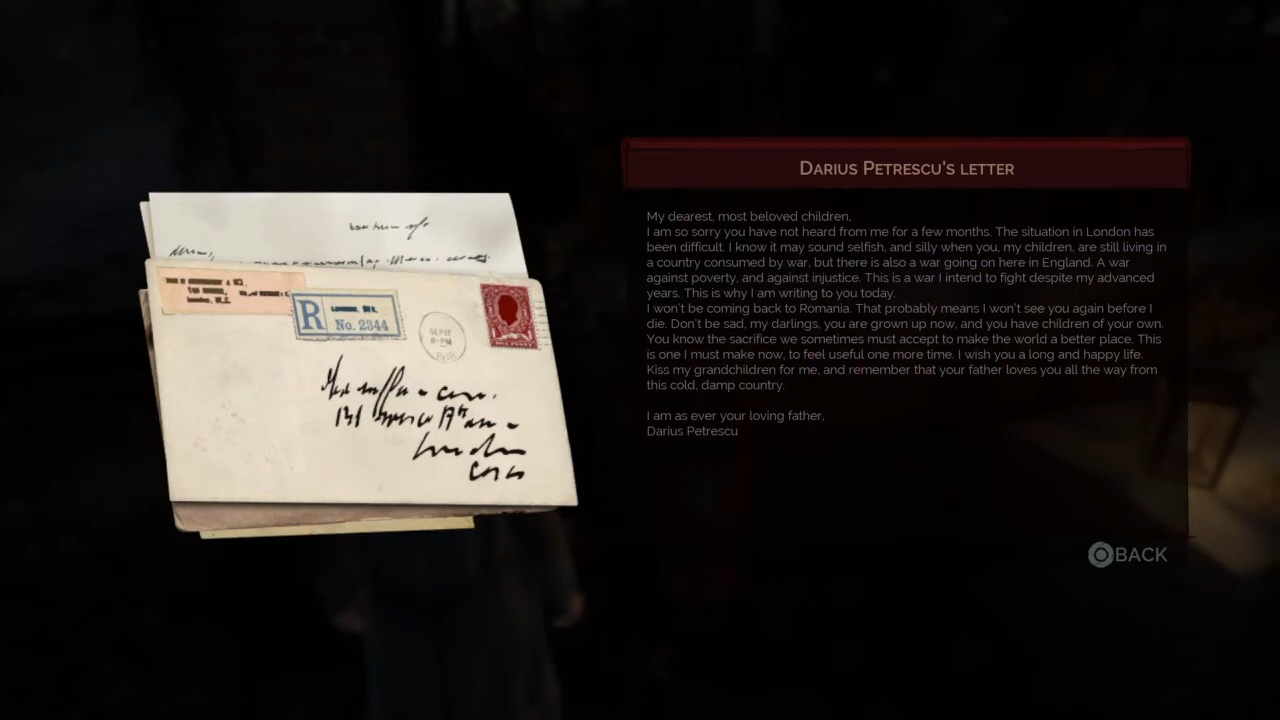 DARIUS PETRESCU'S LETTER
My dearest, most beloved children,
I am so sorry you have not heard from me for a few months. The situation in London has
been difficult. I know it may sound selfish, and silly when you, my children, are still living in
a country consumed by war, but there is also a war going on here in England. A war
against poverty, and against injustice. This is a war I intend to fight despite my advanced
years. This is why I am writing to you today.
I won't be coming back to Romania. That probably means I won't see you again before I
die. Don't be sad, my darlings, you are grown up now, and you have children of your own.
You know the sacrifice we sometimes must accept to make the world a better place. This
is one I must make now, to feel useful one more time. I wish you a long and happy life.
Kiss my grandchildren for me, and remember that your father loves you all the way from
this cold, damp country.
I am as ever your loving father,
Darius Petrescu
R
No. 2344
ONE PENNY
London
BACK